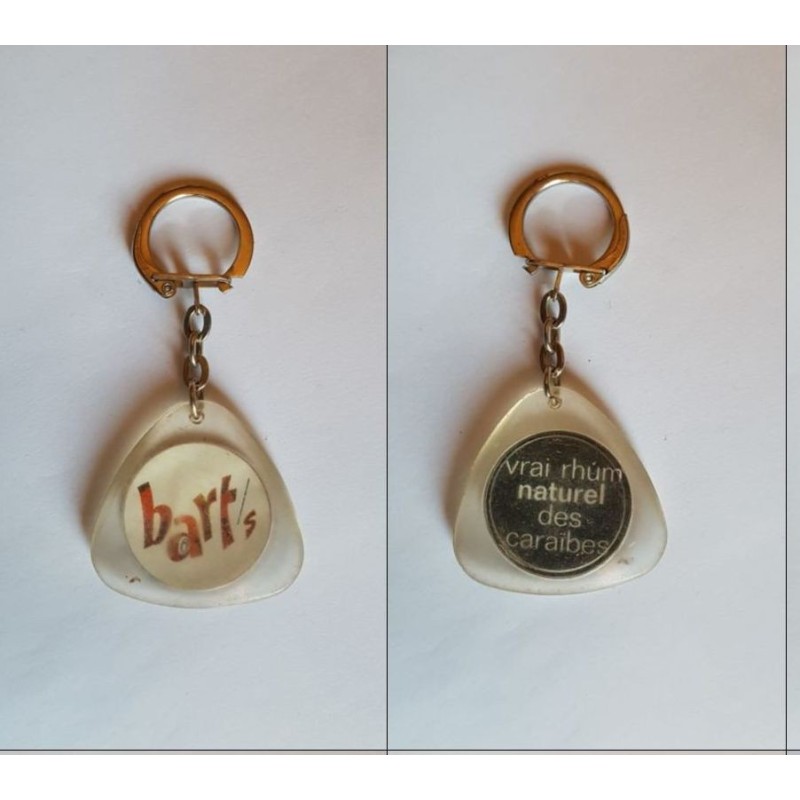 bart/s
vrai rhúm
naturel
des
caraïbes